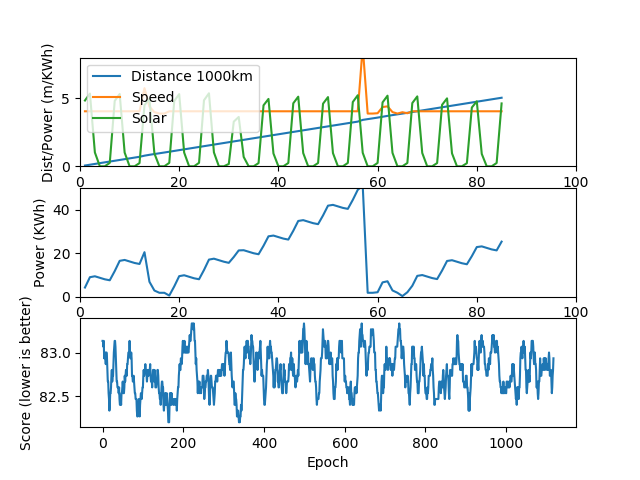 Dist/Power (m/KWh)
Distance 1000km
Speed
Solar
5
0
0 20 40 60 80 100
Power (KWh)
40
20
0
0 20 40 60 80 100
Score (lower is better)
83.0
82.5
0 200 400 600 800 1000
Epoch